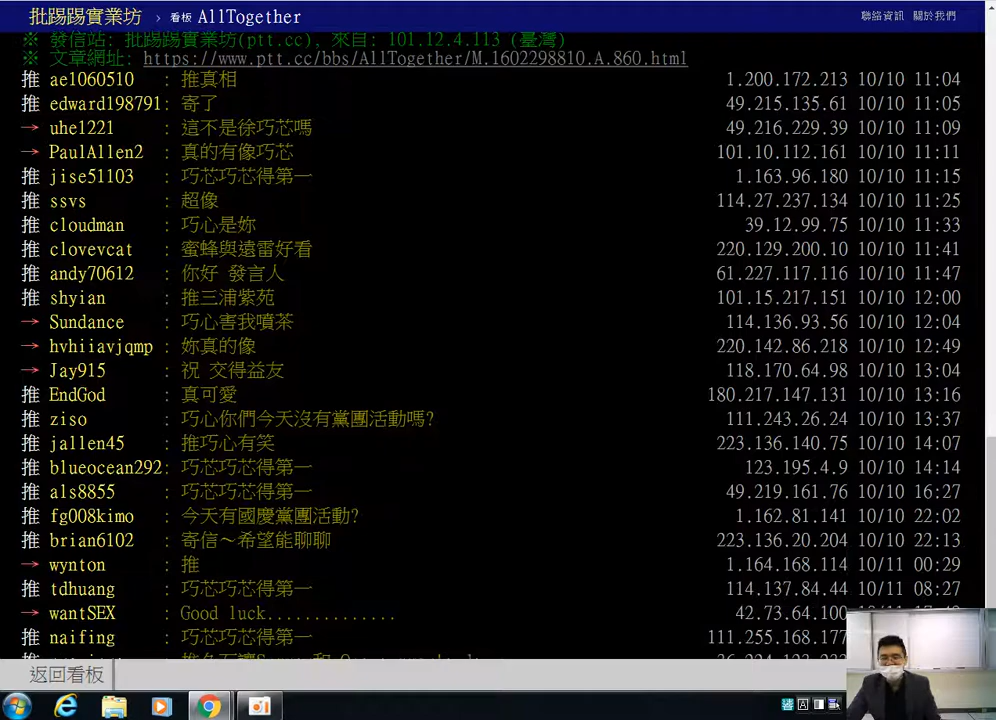 批踢踢實業坊 › 看板 AllTogether 聯絡資訊 關於我們
※ 發信站: 批踢踢實業坊(ptt.cc), 來自: 101.12.4.113 (臺灣)
※ 文章網址: https://www.ptt.cc/bbs/AllTogether/M.1602298810.A.860.html
推 ae1060510 : 推真相 1.200.172.213 10/10 11:04
推 edward198791: 寄了 49.215.135.61 10/10 11:05
→ uhe1221 : 這不是徐巧芯嗎 49.216.229.39 10/10 11:09
→ PaulAllen2 : 真的有像巧芯 101.10.112.161 10/10 11:11
推 jise51103 : 巧芯巧芯得第一 1.163.96.180 10/10 11:15
推 ssvs : 超像 114.27.237.134 10/10 11:25
推 cloudman : 巧心是妳 39.12.99.75 10/10 11:33
推 clovevcat : 蜜蜂與遠雷好看 220.129.200.10 10/10 11:41
推 andy70612 : 你好 發言人 61.227.117.116 10/10 11:47
推 shyian : 推三浦紫苑 101.15.217.151 10/10 12:00
→ Sundance : 巧心害我噴茶 114.136.93.56 10/10 12:04
→ hvhiiavjqmp : 妳真的像 220.142.86.218 10/10 12:49
→ Jay915 : 祝 交得益友 118.170.64.98 10/10 13:04
推 EndGod : 真可愛 180.217.147.131 10/10 13:16
推 ziso : 巧心你們今天沒有黨團活動嗎? 111.243.26.24 10/10 13:37
推 jallen45 : 推巧心有笑 223.136.140.75 10/10 14:07
推 blueocean292: 巧芯巧芯得第一 123.195.4.9 10/10 14:14
推 als8855 : 巧芯巧芯得第一 49.219.161.76 10/10 16:27
推 fg008kimo : 今天有國慶黨團活動? 1.162.81.141 10/10 22:02
推 brian6102 : 寄信～希望能聊聊 223.136.20.204 10/10 22:13
→ wynton : 推 1.164.168.114 10/11 00:29
推 tdhuang : 巧芯巧芯得第一 114.137.84.44 10/11 08:27
→ wantSEX : Good luck............. 42.73.64.100
推 naifing : 巧芯巧芯得第一 111.255.168.177
返回看板